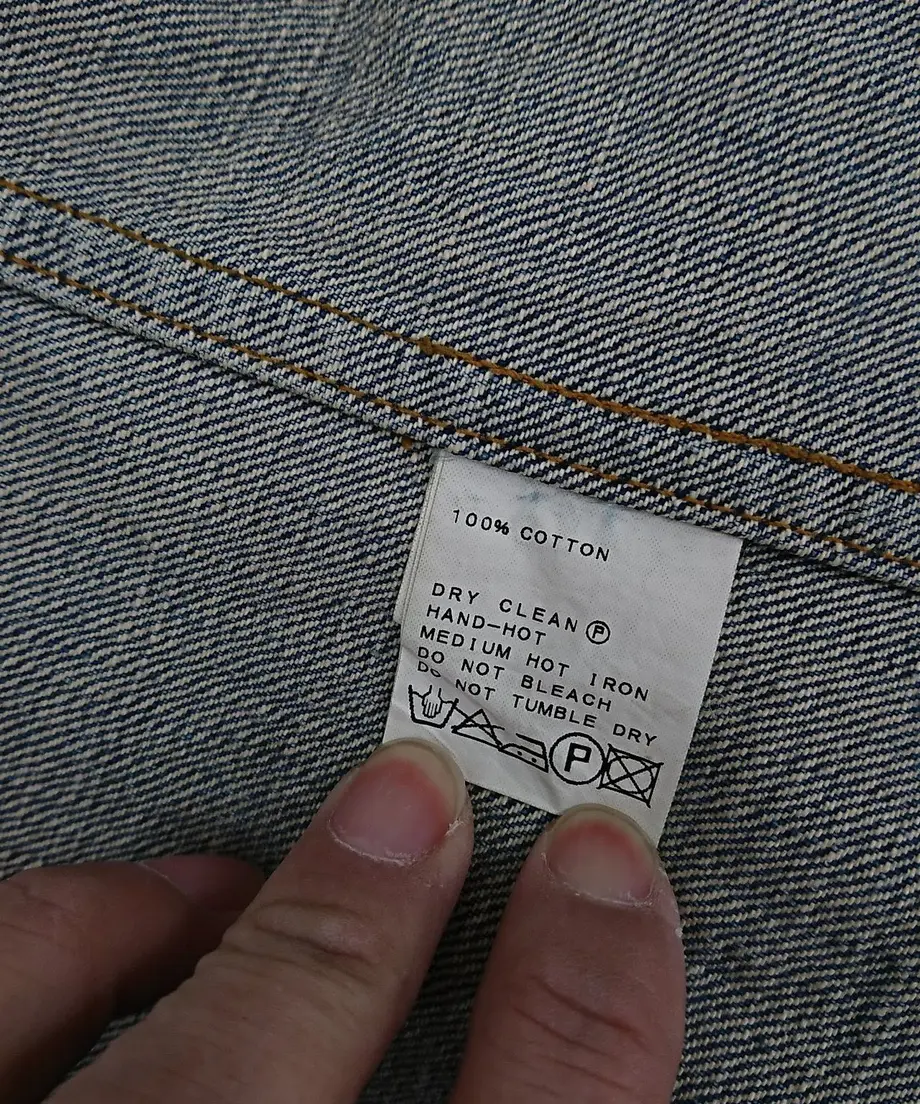 100% COTTON
DRY CLEAN Ⓟ
HAND-HOT
MEDIUM HOT IRON
DO NOT BLEACH
DO NOT TUMBLE DRY
P